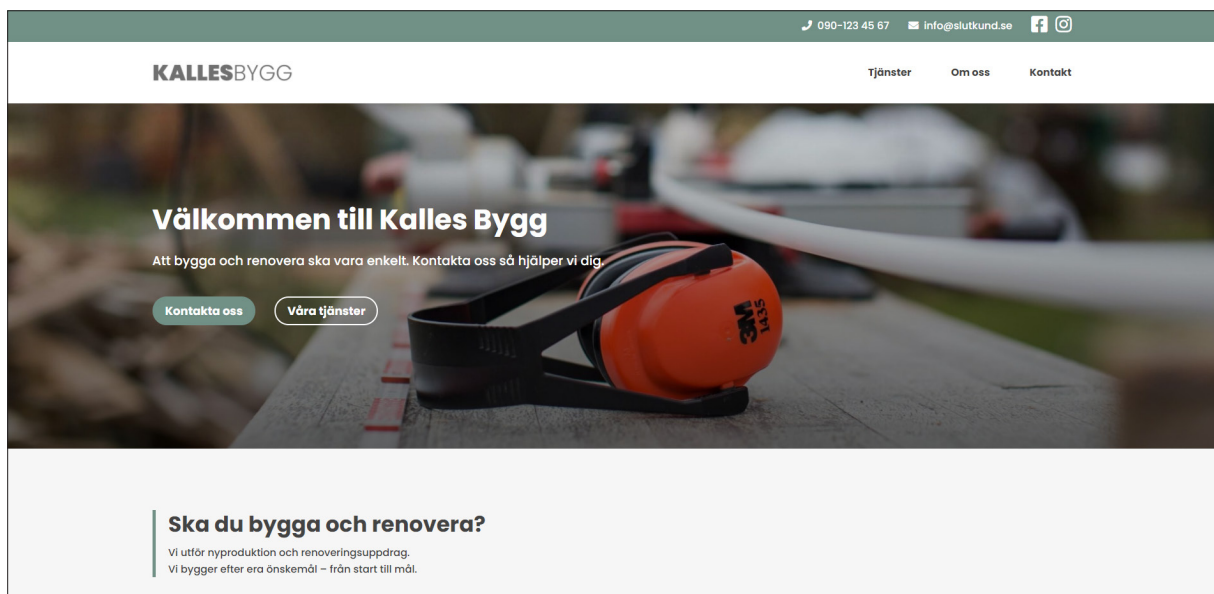 090-123 45 67 info@slutkund.se
KALLESBYGG
Tjänster Om oss Kontakt
Välkommen till Kalles Bygg
Att bygga och renovera ska vara enkelt. Kontakta oss så hjälper vi dig.
Kontakta oss Våra tjänster
3M
1435
Ska du bygga och renovera?
Vi utför nyproduktion och renoveringsuppdrag.
Vi bygger efter era önskemål – från start till mål.